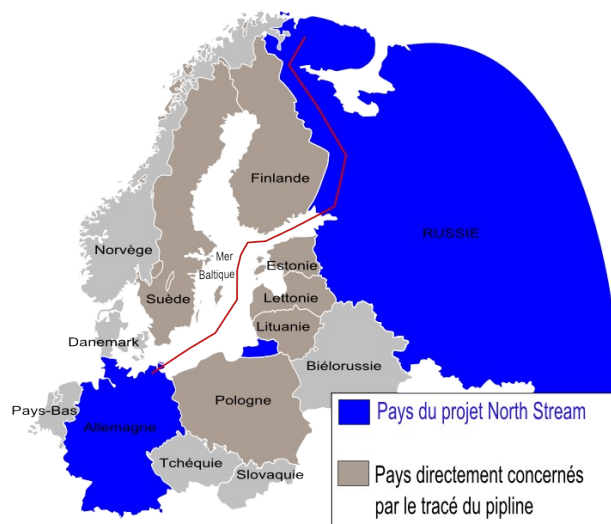 Finlande
Norvège
RUSSIE
Mer
Baltique
Estonie
Suède
Lettonie
Lituanie
Danemark
Biélorussie
Pays-Bas
Pologne
Allemagne
Tchéquie
Slovaquie
Pays du projet North Stream
Pays directement concernés
par le tracé du pipline